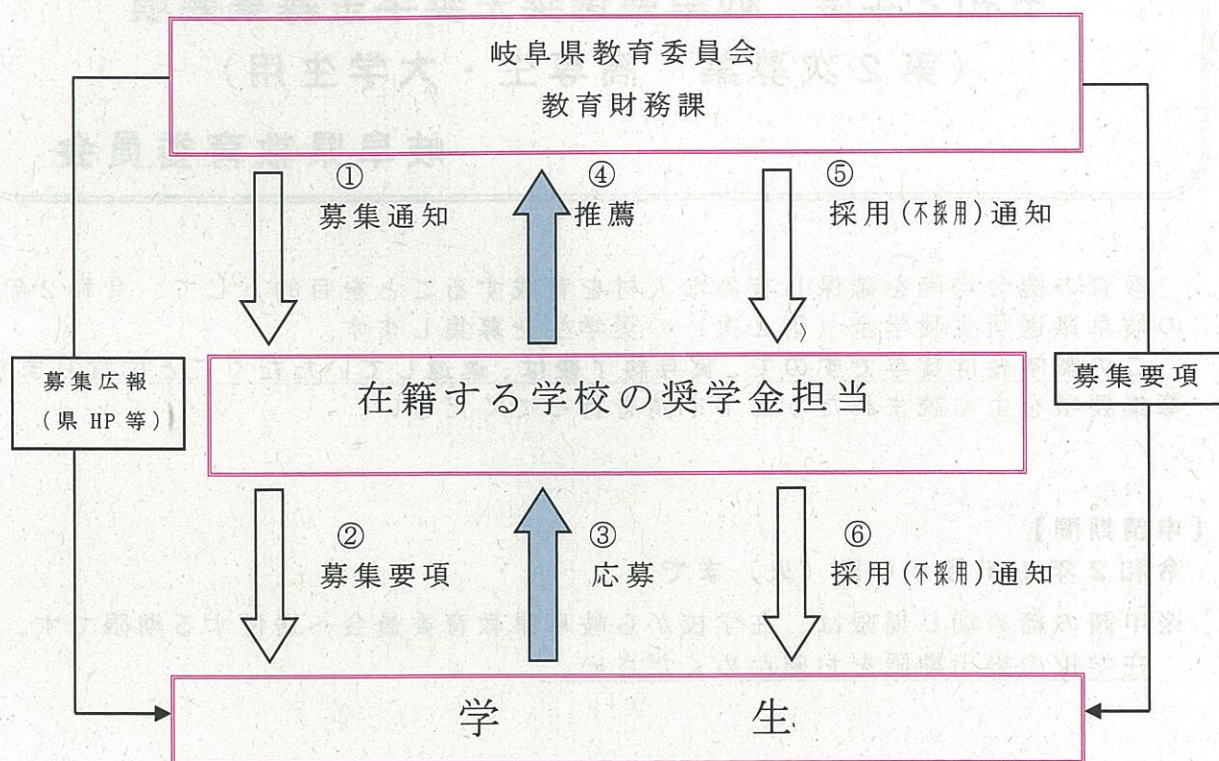 岐阜県教育委員会
教育財務課
①
募集通知
④
推薦
⑤
採用(不採用)通知
募集広報
(県 HP 等)
在籍する学校の奨学金担当
募集要項
②
募集要項
③
応募
⑥
採用(不採用)通知
学 生